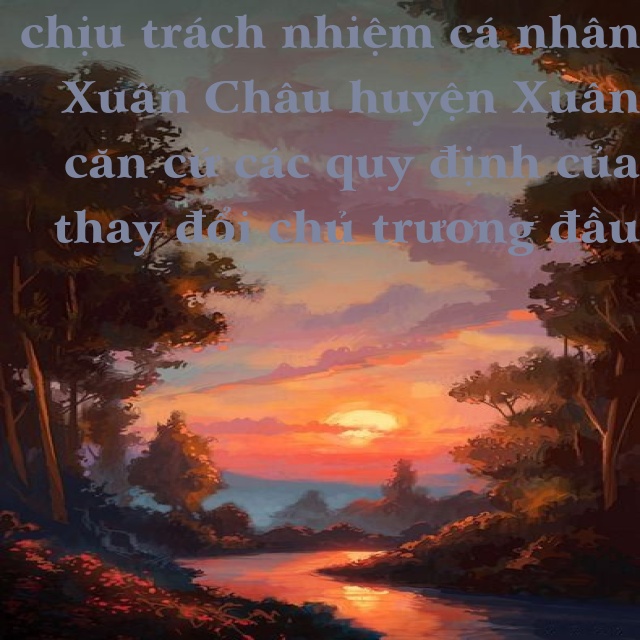 chịu trách nhiệm cá nhân
Xuân Châu huyện Xuân
căn cứ các quy định của
thay đổi chủ trương đầu